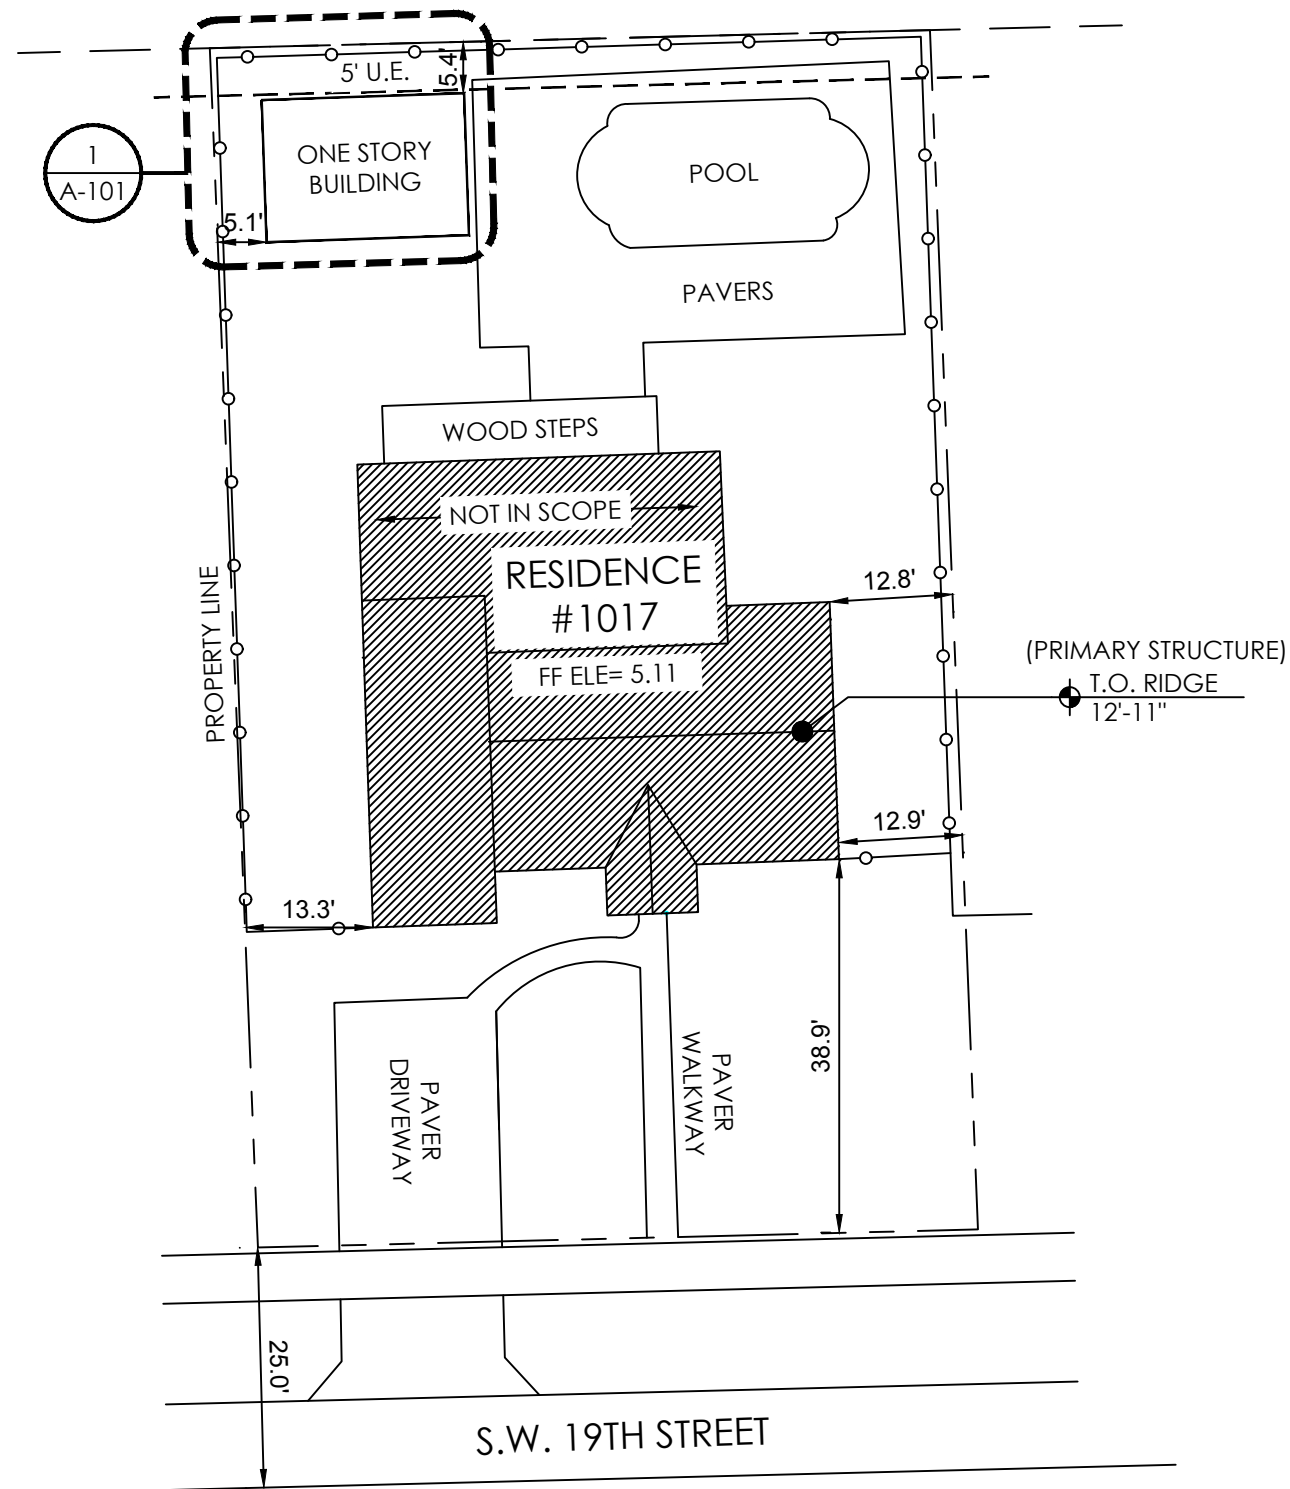 5' U.E.
5.4'
1
A-101
ONE STORY
BUILDING
POOL
5.1'
PAVERS
WOOD STEPS
NOT IN SCOPE
RESIDENCE
#1017
FF ELE= 5.11
12.8'
PROPERTY LINE
(PRIMARY STRUCTURE)
T.O. RIDGE
12'-11"
12.9'
13.3'
38.9'
PAVER
DRIVEWAY
PAVER
WALKWAY
25.0'
S.W. 19TH STREET